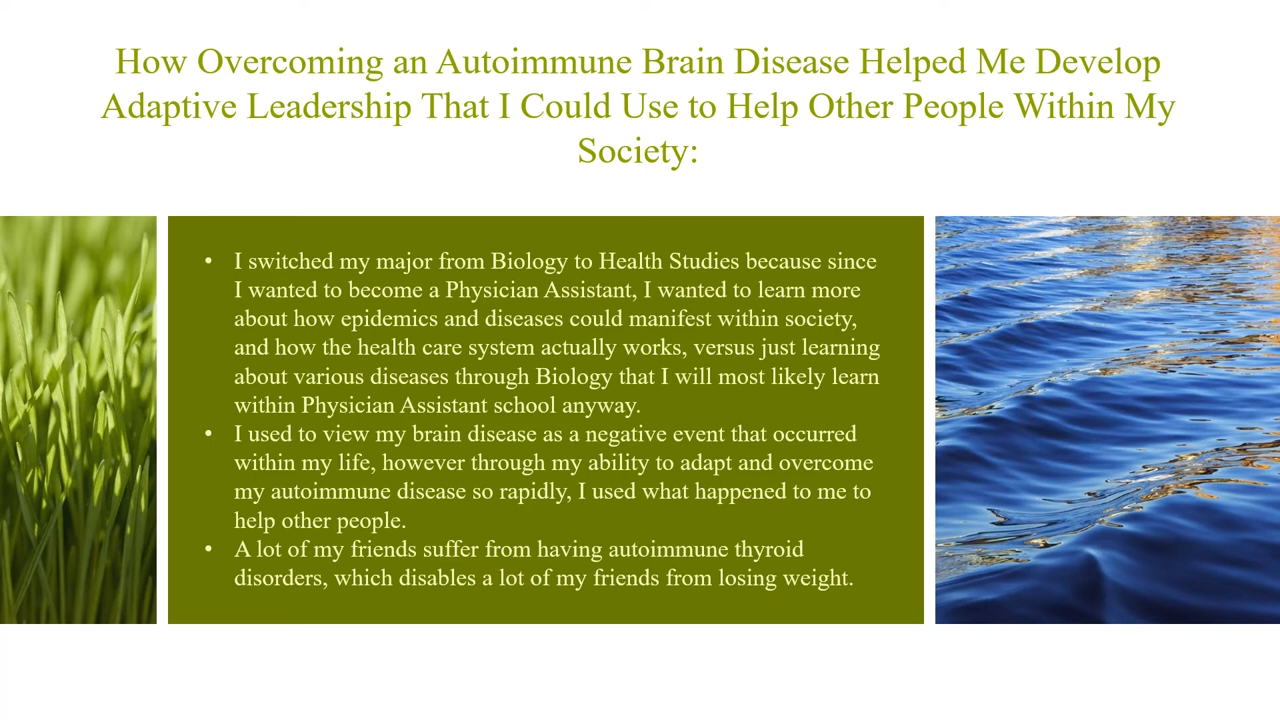 How Overcoming an Autoimmune Brain Disease Helped Me Develop
Adaptive Leadership That I Could Use to Help Other People Within My
Society:
• I switched my major from Biology to Health Studies because since
I wanted to become a Physician Assistant, I wanted to learn more
about how epidemics and diseases could manifest within society,
and how the health care system actually works, versus just learning
about various diseases through Biology that I will most likely learn
within Physician Assistant school anyway.
• I used to view my brain disease as a negative event that occurred
within my life, however through my ability to adapt and overcome
my autoimmune disease so rapidly, I used what happened to me to
help other people.
• A lot of my friends suffer from having autoimmune thyroid
disorders, which disables a lot of my friends from losing weight.